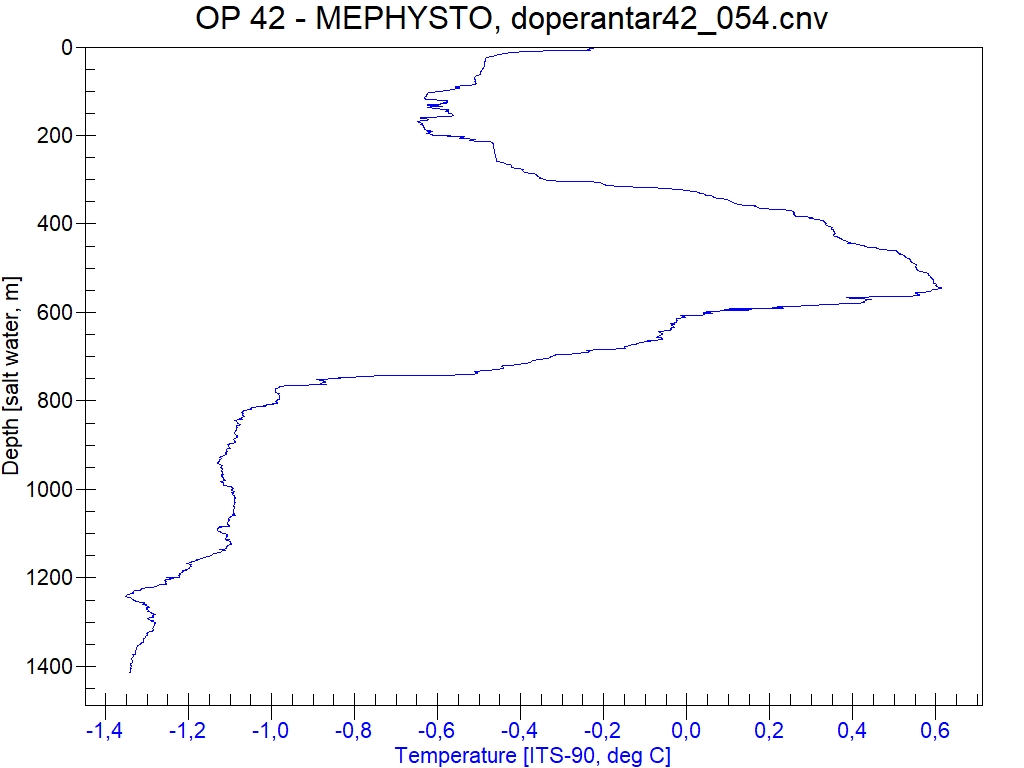 OP 42 - MEPHYSTO, doperantar42_054.cnv
0
200
400
600
800
1000
1200
1400
Depth [salt water, m]
-1,4 -1,2 -1,0 -0,8 -0,6 -0,4 -0,2 0,0 0,2 0,4 0,6
Temperature [ITS-90, deg C]